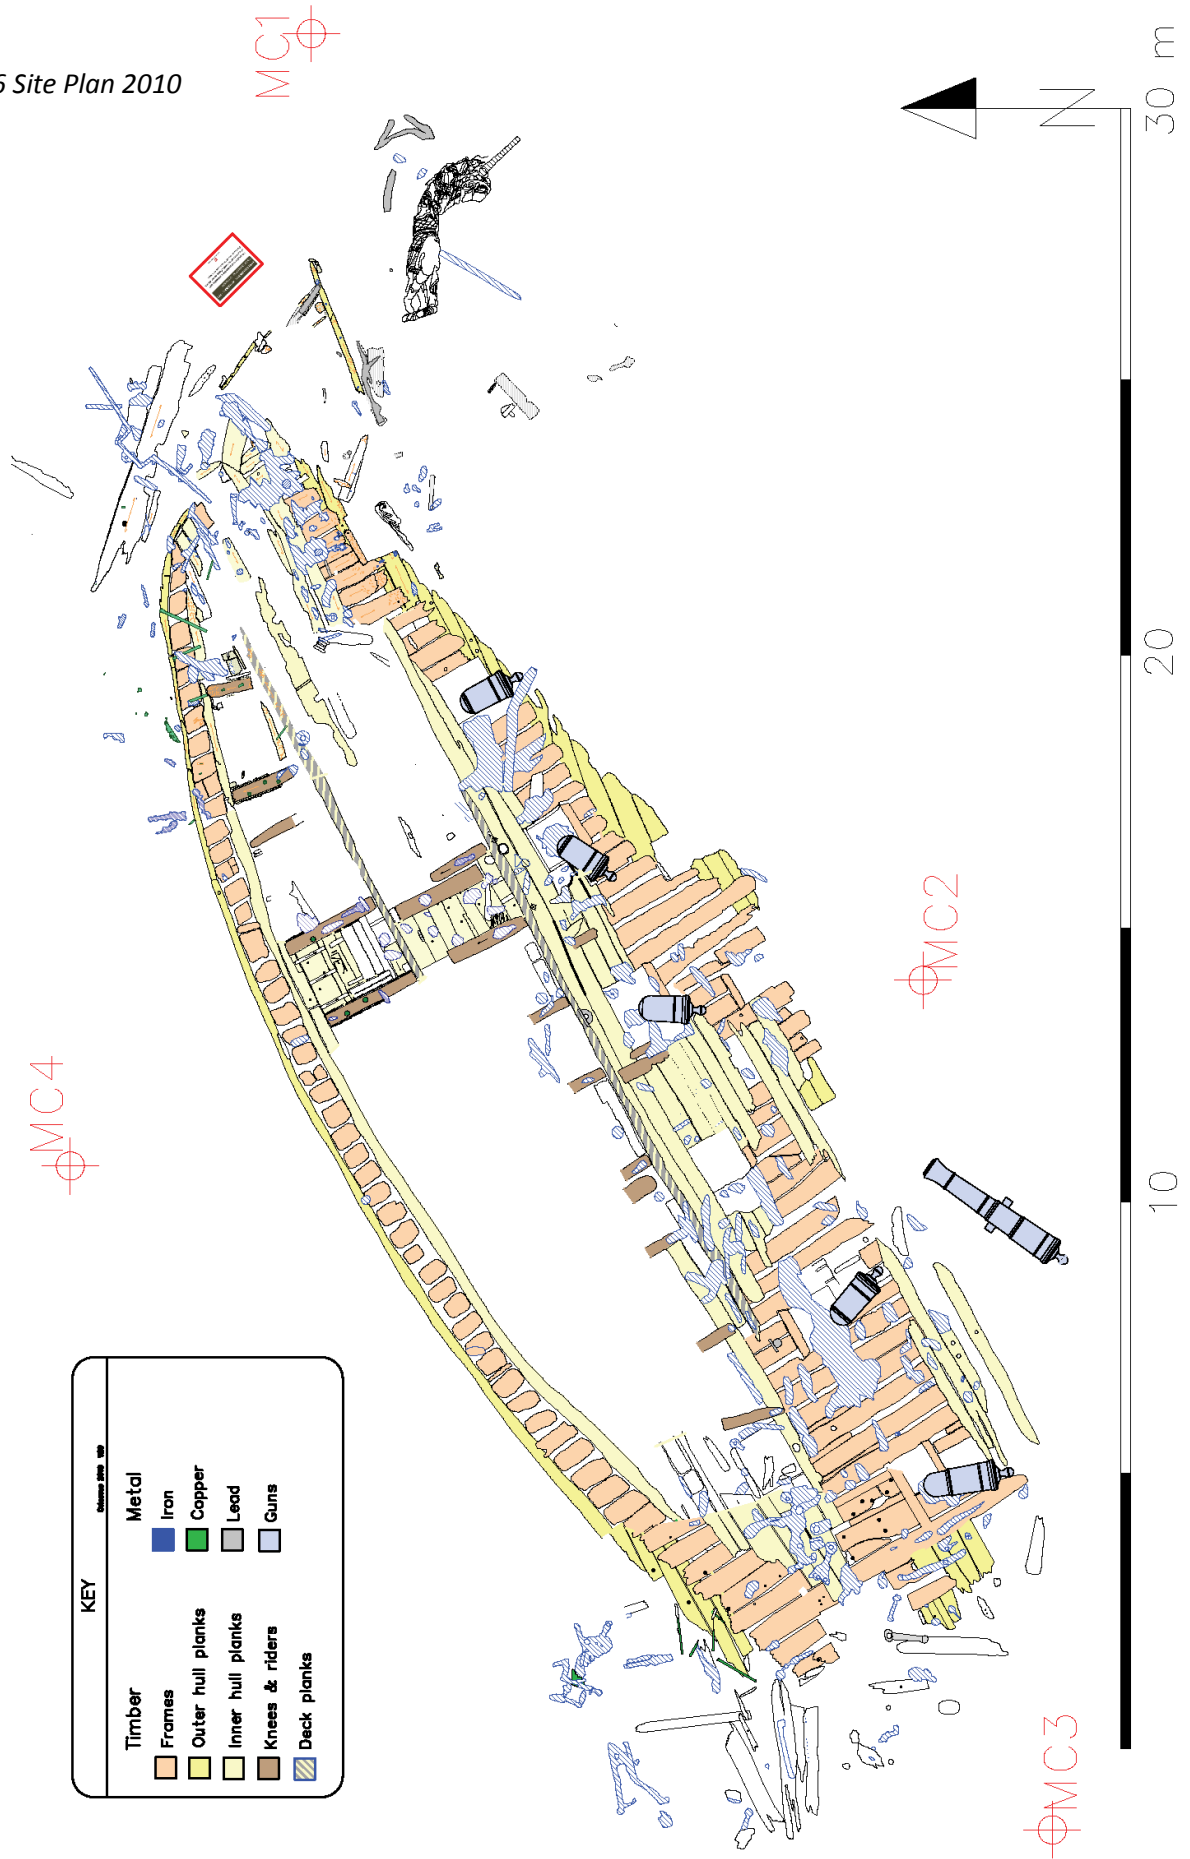 6 Site Plan 2010
MC1
MC4
MC2
MC3
N
10
20
30 m
KEY
Timber
Frames
Outer hull planks
Inner hull planks
Knees & riders
Deck planks
Metal
Iron
Copper
Lead
Guns